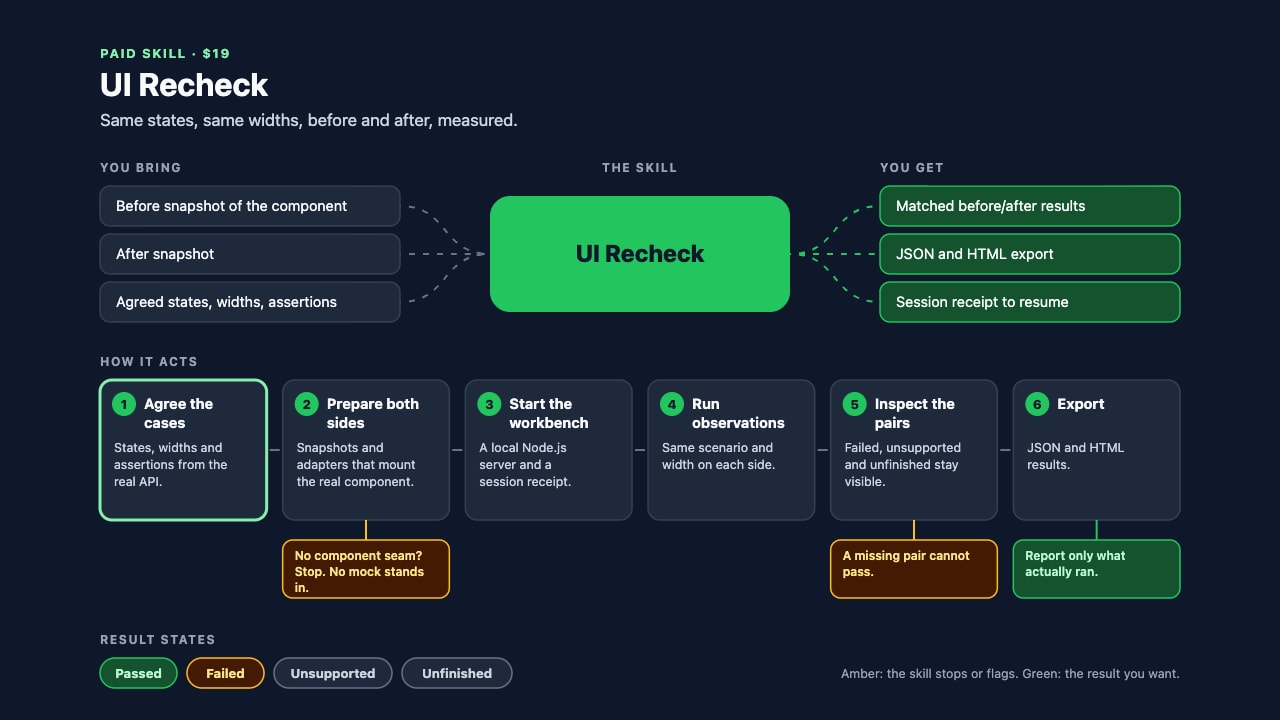 PAID SKILL · $19
UI Recheck
Same states, same widths, before and after, measured.
YOU BRING
THE SKILL
YOU GET
Before snapshot of the component
After snapshot
Agreed states, widths, assertions
UI Recheck
Matched before/after results
JSON and HTML export
Session receipt to resume
HOW IT ACTS
1
Agree the
cases
States, widths and
assertions from the
real API.
2
Prepare both
sides
Snapshots and
adapters that mount
the real component.
3
Start the
workbench
A local Node.js
server and a
session receipt.
4
Run
observations
Same scenario and
width on each side.
5
Inspect the
pairs
Failed, unsupported
and unfinished stay
visible.
6
Export
JSON and HTML
results.
No component seam?
Stop. No mock stands
in.
A missing pair cannot
pass.
Report only what
actually ran.
RESULT STATES
Passed
Failed
Unsupported
Unfinished
Amber: the skill stops or flags. Green: the result you want.